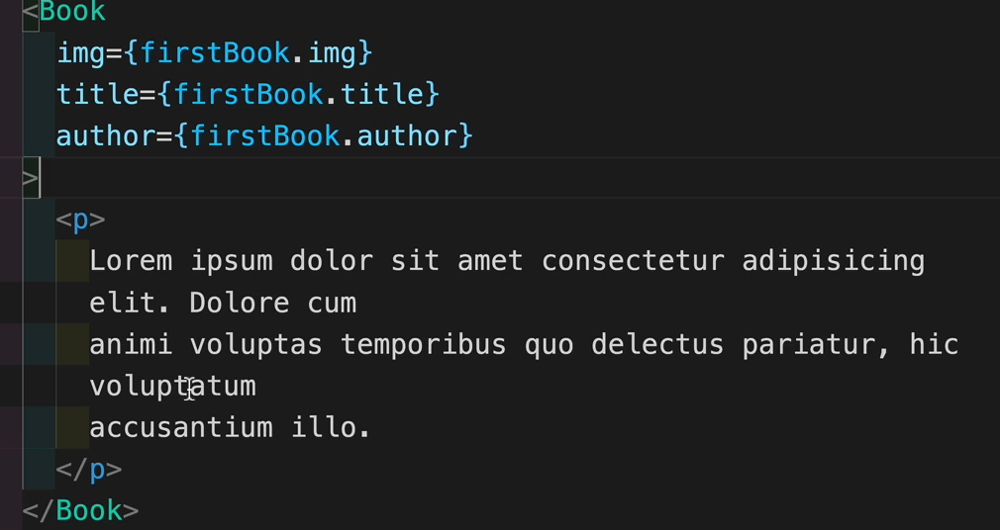 <Book
img={firstBook.img}
title={firstBook.title}
author={firstBook.author}
>
<p>
Lorem ipsum dolor sit amet consectetur adipisicing
elit. Dolore cum
animi voluptas temporibus quo delectus pariatur, hic
voluptatum
accusantium illo.
</p>
</Book>